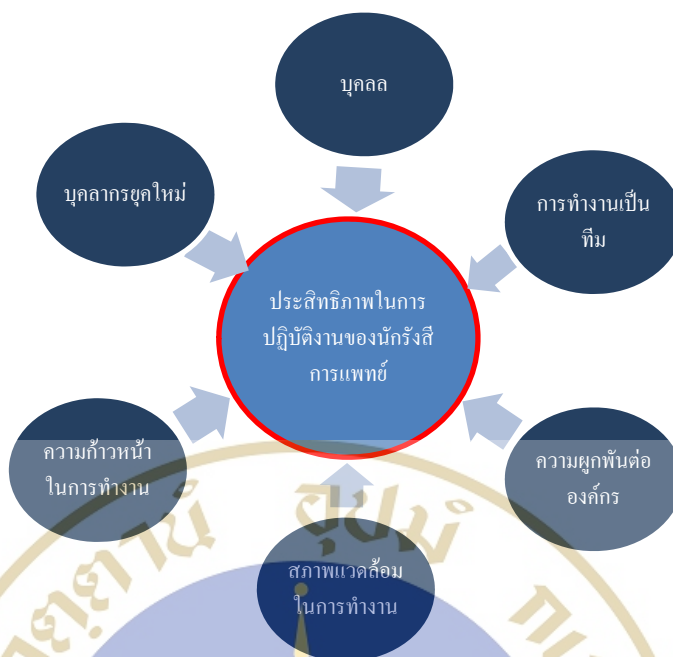 บุคลล
บุคลากรยุคใหม่
การทำงานเป็น
ทีม
ประสิทธิภาพในการ
ปฏิบัติงานของนักรังสี
การแพทย์
ความก้าวหน้า
ในการทำงาน
ความผูกพันต่อ
องค์กร
สภาพแวดล้อม
ในการทำงาน